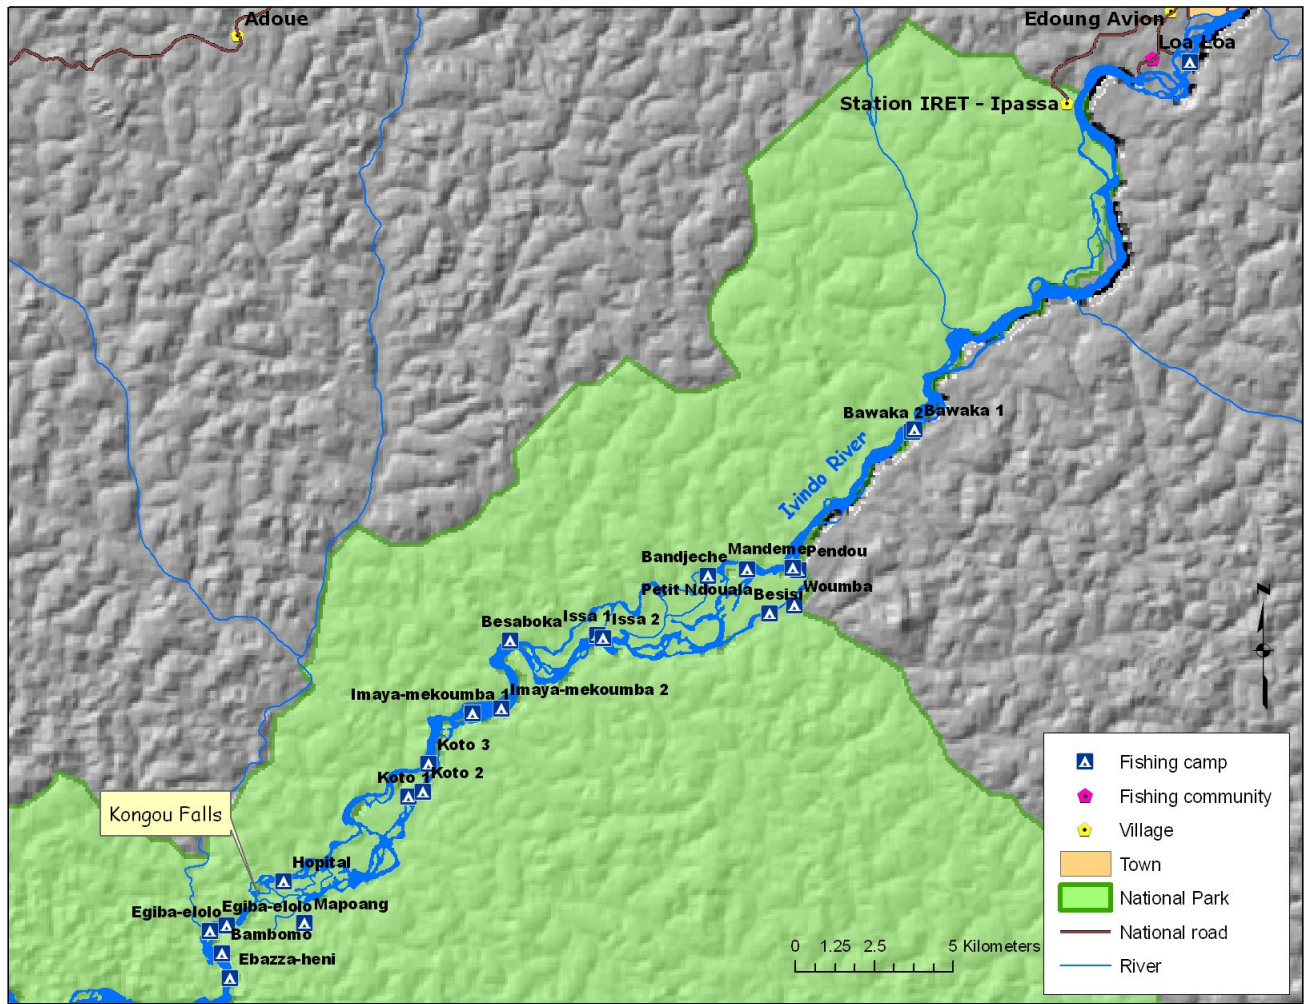 Adoue
Edoung Avion
Loa Loa
Station IRET - Ipassa
Bawaka 2
Bawaka 1
Ivindo River
Bandjeche
Mandeme
Pendou
Petit Ndouala
Besisi
Woumba
Besaboka
Issa 1
Issa 2
Imaya-mekoumba 1
Imaya-mekoumba 2
Koto 3
Koto 1
Koto 2
Kongou Falls
Hopital
Egiba-elolo
Egiba-elolo
Mapoang
Bambomo
Ebazza-heni
N
Fishing camp
Fishing community
Village
Town
National Park
National road
River
0 1.25 2.5 5 Kilometers